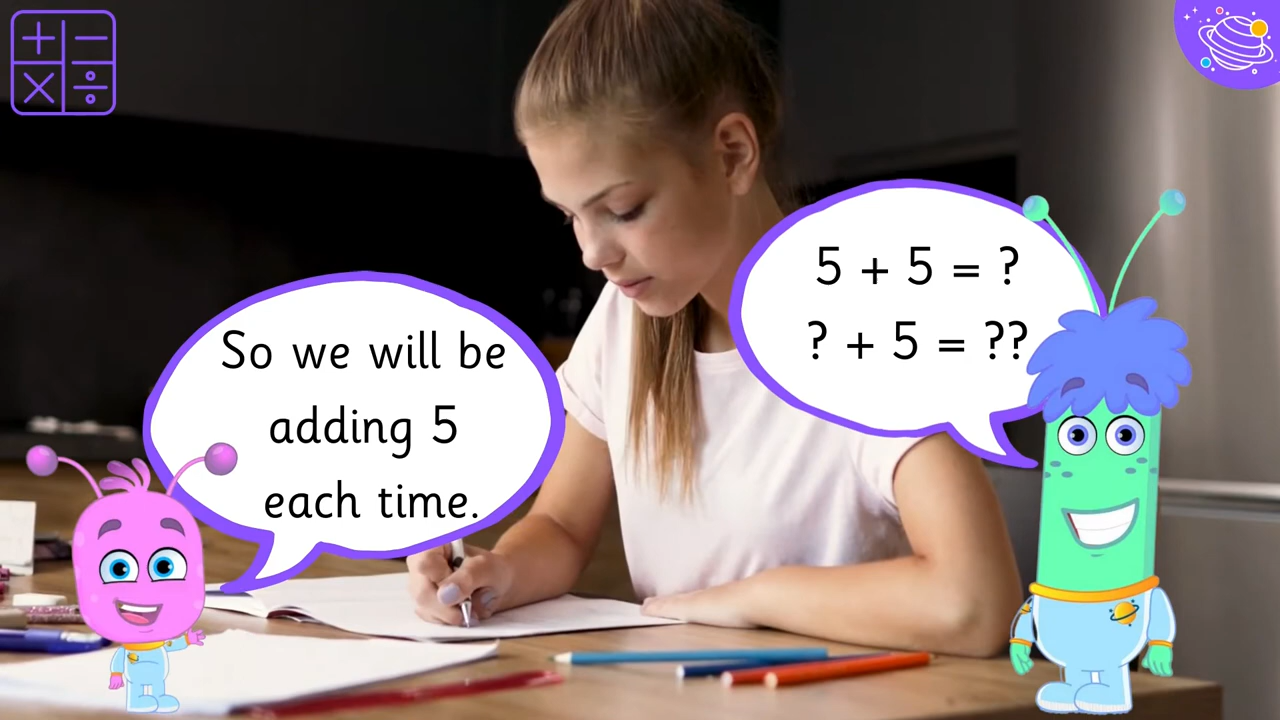 So we will be
adding 5
each time.
5 + 5 = ?
? + 5 = ??